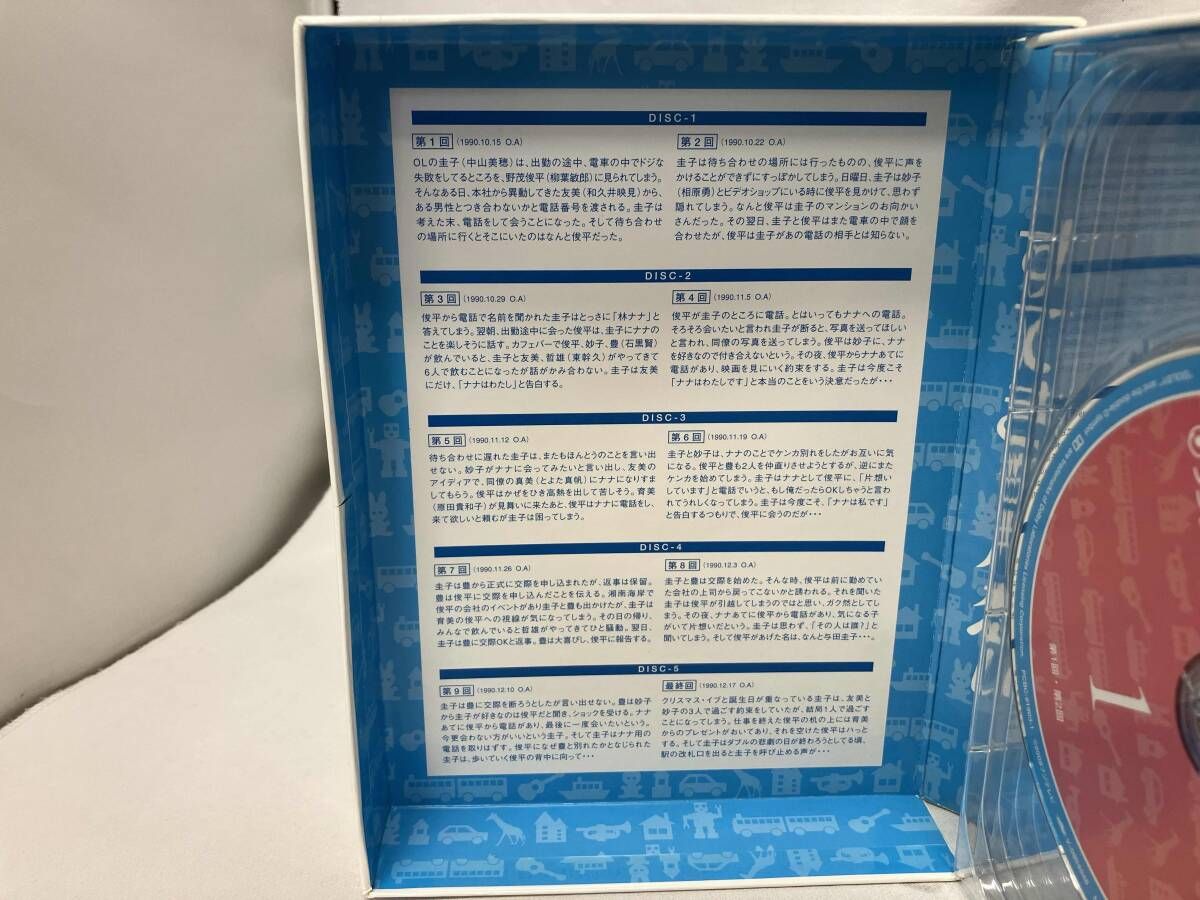 DISC-1
第1回 (1990.10.15 O.A)
OLの圭子(中山美穂)は、出勤の途中、電車の中でドジな
失敗をしてるところを、野茂俊平(柳葉敏郎)に見られてしまう。
そんなある日、本社から異動してきた友美(和久井映見)から、
ある男性とつき合わないかと電話番号を渡される。圭子は
考えた末、電話をして会うことになった。そして待ち合わせ
の場所に行くとそこにいたのはなんと俊平だった。
第2回 (1990.10.22 O.A)
圭子は待ち合わせの場所には行ったものの、俊平に声を
かけることができずにすっぽかしてしまう。日曜日、圭子は妙子
(相原勇)とビデオショップにいる時に俊平を見かけて、思わず
隠れてしまう。なんと俊平は圭子のマンションのお向かい
さんだった。その翌日、圭子と俊平はまた電車の中で顔を
合わせたが、俊平は圭子があの電話の相手とは知らない。
DISC-2
第3回 (1990.10.29 O.A)
俊平から電話で名前を聞かれた圭子はとっさに「林ナナ」と
答えてしまう。翌朝、出勤途中に会った俊平は、圭子にナナの
ことを楽しそうに話す。カフェバーで俊平、妙子、豊(石黒賢)
が飲んでいると、圭子と友美、哲雄(東幹久)がやってきて
6人で飲むことになったが話がかみ合わない。圭子は友美
にだけ、「ナナはわたし」と告白する。
第4回 (1990.11.5 O.A)
俊平が圭子のところに電話。とはいってもナナへの電話。
そろそろ会いたいと言われ圭子が断ると、写真を送ってほしい
と言われ、同僚の写真を送ってしまう。俊平は妙子に、ナナ
を好きなので付き合えないという。その夜、俊平からナナあてに
電話があり、映画を見にいく約束をする。圭子は今度こそ
「ナナはわたしです」と本当のことをいう決意だったが・・・
DISC-3
第5回 (1990.11.12 O.A)
待ち合わせに遅れた圭子は、またもほんとうのことを言い出
せない。妙子がナナに会ってみたいと言い出し、友美の
アイディアで、同僚の真美(とよた真帆)にナナになりすま
してもらう。俊平はかぜをひき高熱を出して苦しそう。育美
(原田貴和子)が見舞いに来たあと、俊平はナナに電話をし、
来て欲しいと頼むが圭子は困ってしまう。
第6回 (1990.11.19 O.A)
圭子と妙子は、ナナのことでケンカ別れをしたがお互いに気
になる。俊平と豊も2人を仲直りさせようとするが、逆にまた
ケンカを始めてしまう。圭子はナナとして俊平に、「片想い
しています」と電話でいうと、もし俺だったらOKしちゃうと言わ
れてうれしくなってしまう。圭子は今度こそ、「ナナは私です」
と告白するつもりで、俊平に会うのだが・・・
DISC-4
第7回 (1990.11.26 O.A)
圭子は豊から正式に交際を申し込まれたが、返事は保留。
豊は俊平に交際を申し込んだことを伝える。湘南海岸で
俊平の会社のイベントがあり圭子と豊も出かけたが、圭子は
育美の俊平への視線が気になってしまう。その日の帰り、
みんなで飲んでいると哲雄がやってきてひと騒動。翌日、
圭子は豊に交際OKと返事。豊は大喜びし、俊平に報告する。
第8回 (1990.12.3 O.A)
圭子と豊は交際を始めた。そんな時、俊平は前に勤めてい
た会社の上司から戻ってこないかと誘われる。それを聞いた
圭子は俊平が引越してしまうのではと思い、ガク然としてし
まう。その夜、ナナあてに俊平から電話があり、気になる子
がいて片想いだという。圭子は思わず、「その人は誰?」と
聞いてしまう。そして俊平があげた名は、なんと与田圭子・・・。
DISC-5
第9回 (1990.12.10 O.A)
圭子は豊に交際を断ろうとしたが言い出せない。豊は妙子
から圭子が好きなのは俊平だと聞き、ショックを受ける。ナナ
あてに俊平から電話があり、最後に一度会いたいという。
今更会わない方がいいという圭子。そして圭子はナナ用の
電話を取りはずす。俊平になぜ豊と別れたかとなじられた
圭子は、歩いていく俊平の背中に向って・・・
最終回 (1990.12.17 O.A)
クリスマス・イブと誕生日が重なっている圭子は、友美と
妙子の3人で過ごす約束をしていたが、結局1人で過ごす
ことになってしまう。仕事を終えた俊平の机の上には育美
からのプレゼントがおいてあり、それを空けた俊平はハッと
する。そして圭子はダブルの悲劇の日が終わろうとしてる頃、
駅の改札口を出ると圭子を呼び止める声が・・・
1
第1回・第2回